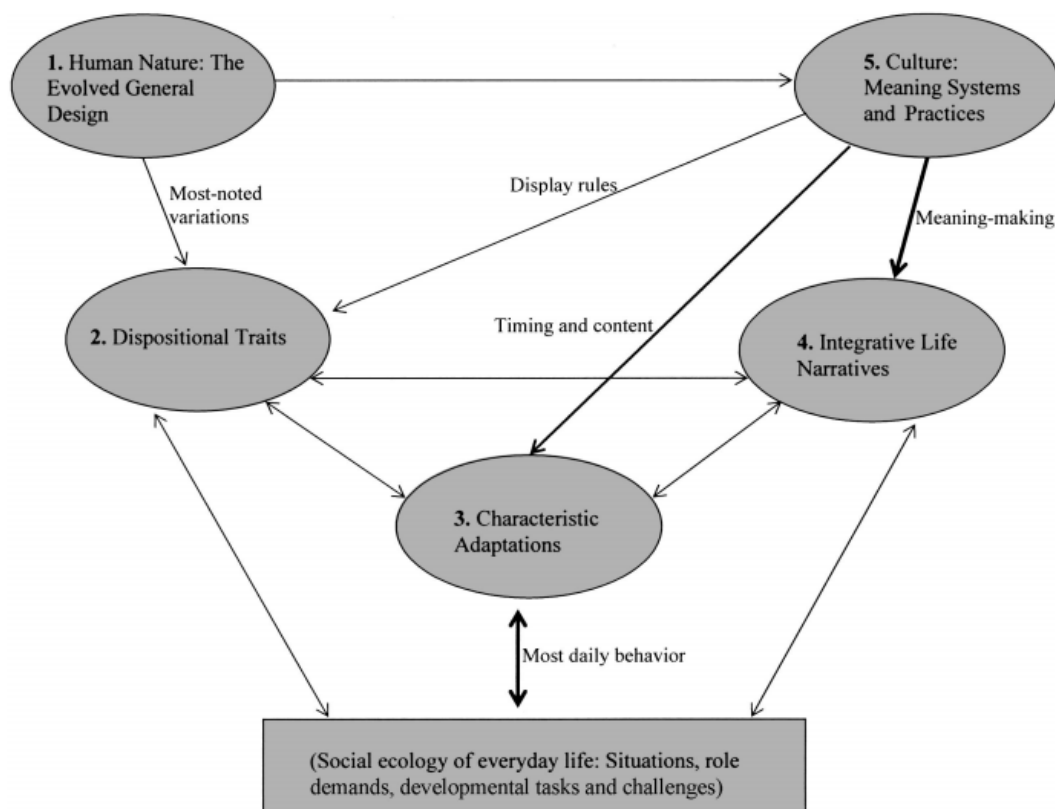 1. Human Nature: The
Evolved General
Design
5. Culture:
Meaning Systems
and Practices
Most-noted
variations
Display rules
Meaning-making
2. Dispositional Traits
Timing and content
4. Integrative Life
Narratives
3. Characteristic
Adaptations
Most daily behavior
(Social ecology of everyday life: Situations, role
demands, developmental tasks and challenges)